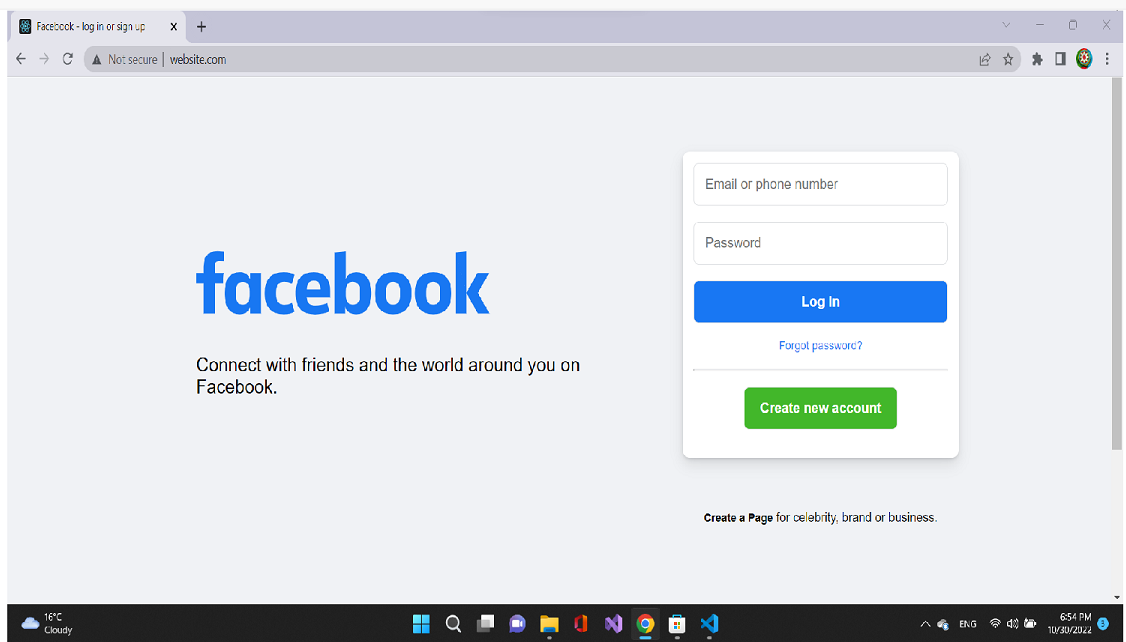 Facebook - log in or sign up
Not secure | website.com
Email or phone number
Password
facebook
Log In
Connect with friends and the world around you on
Facebook.
Forgot password?
Create new account
Create a Page for celebrity, brand or business.
16°C
Cloudy
ENG
6:54 PM
10/30/2022
3